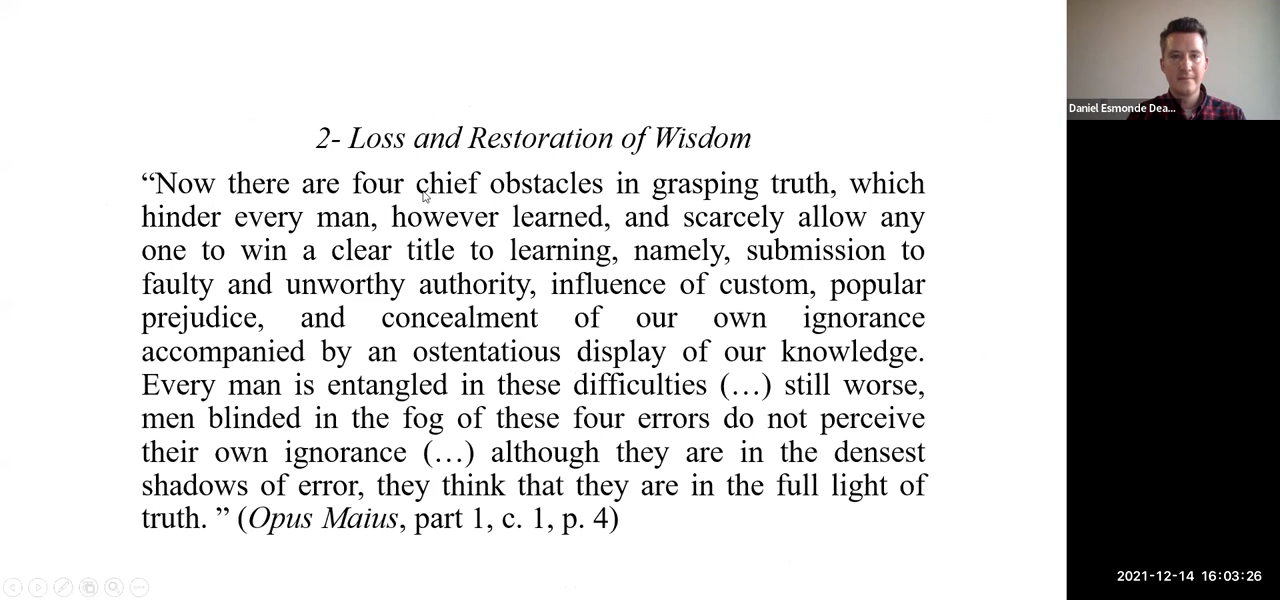 2- Loss and Restoration of Wisdom
“Now there are four chief obstacles in grasping truth, which
hinder every man, however learned, and scarcely allow any
one to win a clear title to learning, namely, submission to
faulty and unworthy authority, influence of custom, popular
prejudice, and concealment of our own ignorance
accompanied by an ostentatious display of our knowledge.
Every man is entangled in these difficulties (…) still worse,
men blinded in the fog of these four errors do not perceive
their own ignorance (…) although they are in the densest
shadows of error, they think that they are in the full light of
truth. ” (Opus Maius, part 1, c. 1, p. 4)
Daniel Esmonde Dea...
2021-12-14 16:03:26